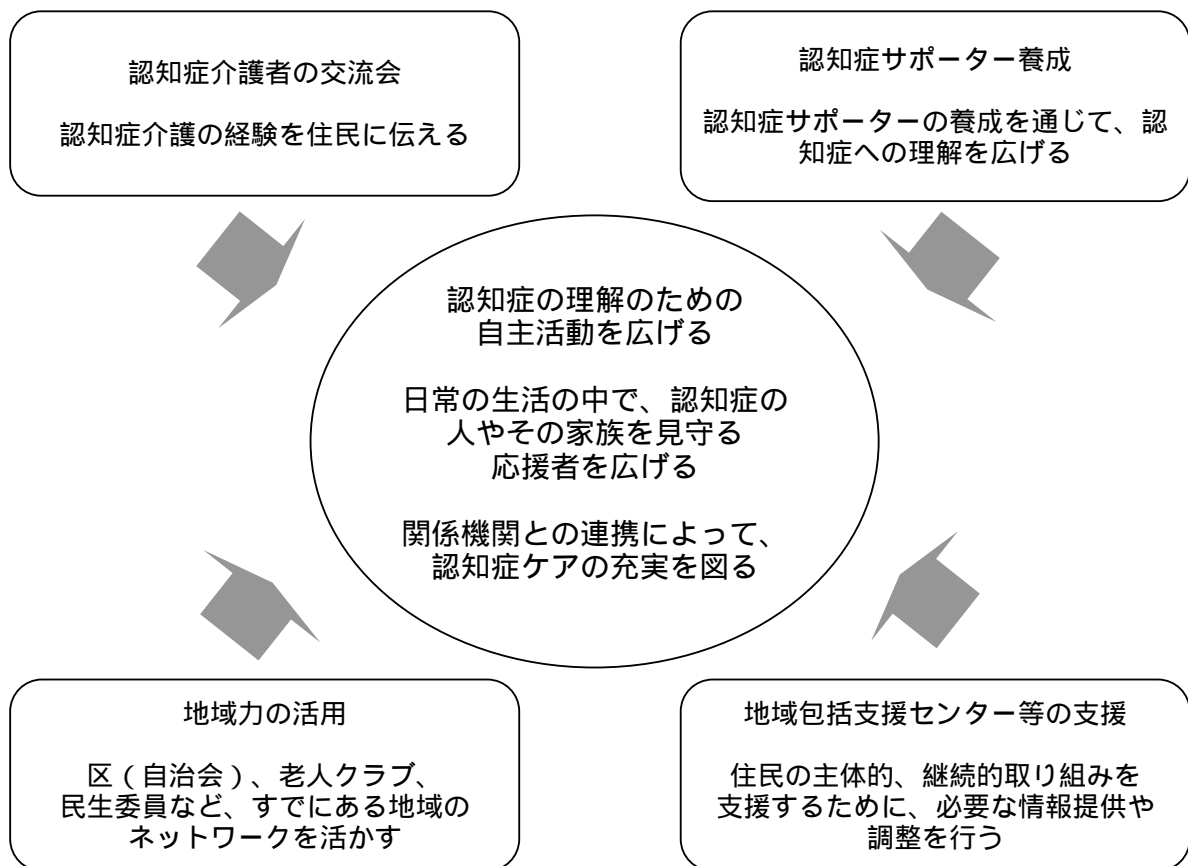 認知症介護者の交流会
認知症介護の経験を住民に伝える
認知症サポーター養成
認知症サポーターの養成を通じて、認
知症への理解を広げる
認知症の理解のための
自主活動を広げる
日常の生活の中で、認知症の
人やその家族を見守る
応援者を広げる
関係機関との連携によって、
認知症ケアの充実を図る
地域力の活用
区(自治会)、老人クラブ、
民生委員など、すでにある地域の
ネットワークを活かす
地域包括支援センター等の支援
住民の主体的、継続的取り組みを
支援するために、必要な情報提供や
調整を行う